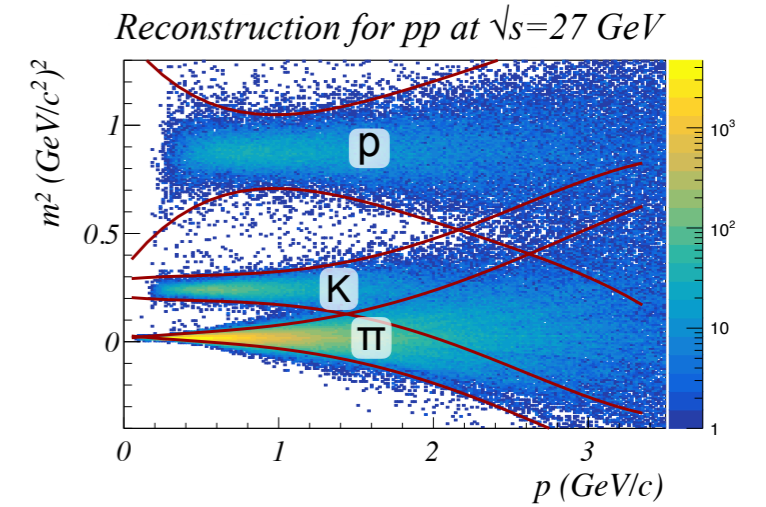 Reconstruction for pp at √s=27 GeV
m² (GeV/c²)²
1
0.5
0
p
K
π
10³
10²
10
1
0
1
2
3
p (GeV/c)